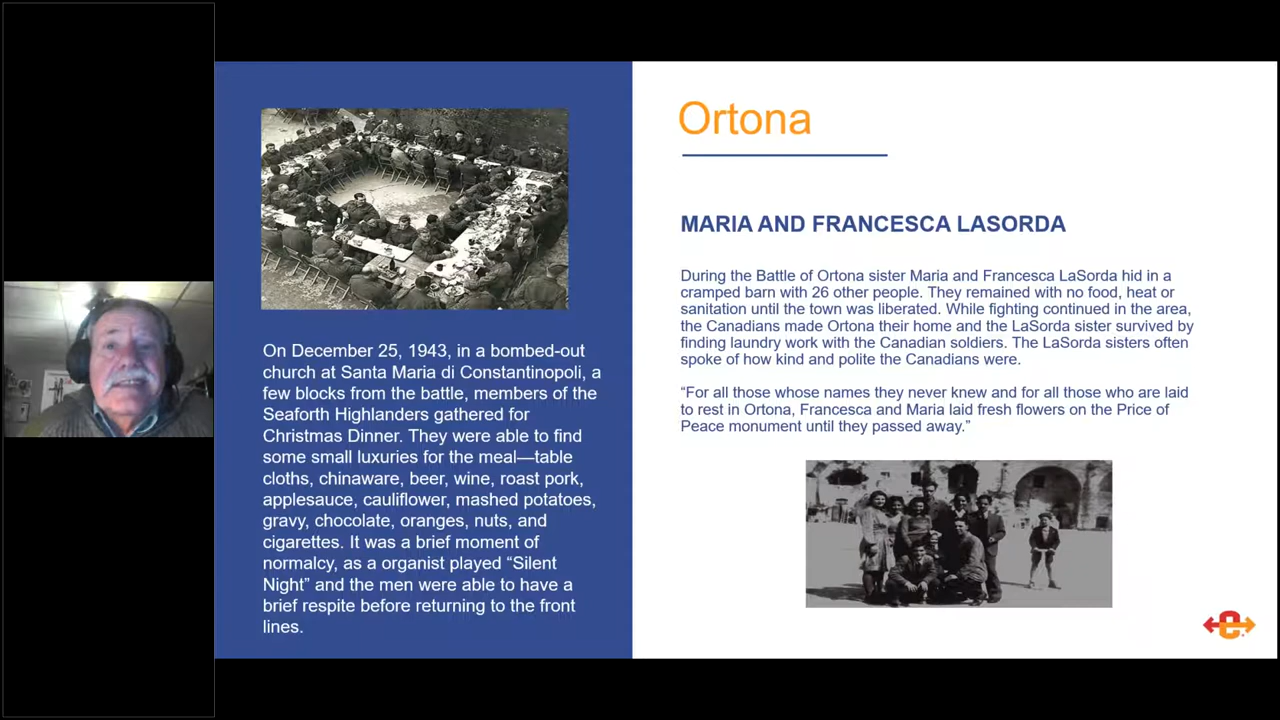 On December 25, 1943, in a bombed-out
church at Santa Maria di Constantinopoli, a
few blocks from the battle, members of the
Seaforth Highlanders gathered for
Christmas Dinner. They were able to find
some small luxuries for the meal—table
cloths, chinaware, beer, wine, roast pork,
applesauce, cauliflower, mashed potatoes,
gravy, chocolate, oranges, nuts, and
cigarettes. It was a brief moment of
normalcy, as a organist played “Silent
Night” and the men were able to have a
brief respite before returning to the front
lines.
Ortona
MARIA AND FRANCESCA LASORDA
During the Battle of Ortona sister Maria and Francesca LaSorda hid in a
cramped barn with 26 other people. They remained with no food, heat or
sanitation until the town was liberated. While fighting continued in the area,
the Canadians made Ortona their home and the LaSorda sister survived by
finding laundry work with the Canadian soldiers. The LaSorda sisters often
spoke of how kind and polite the Canadians were.
“For all those whose names they never knew and for all those who are laid
to rest in Ortona, Francesca and Maria laid fresh flowers on the Price of
Peace monument until they passed away.”
e